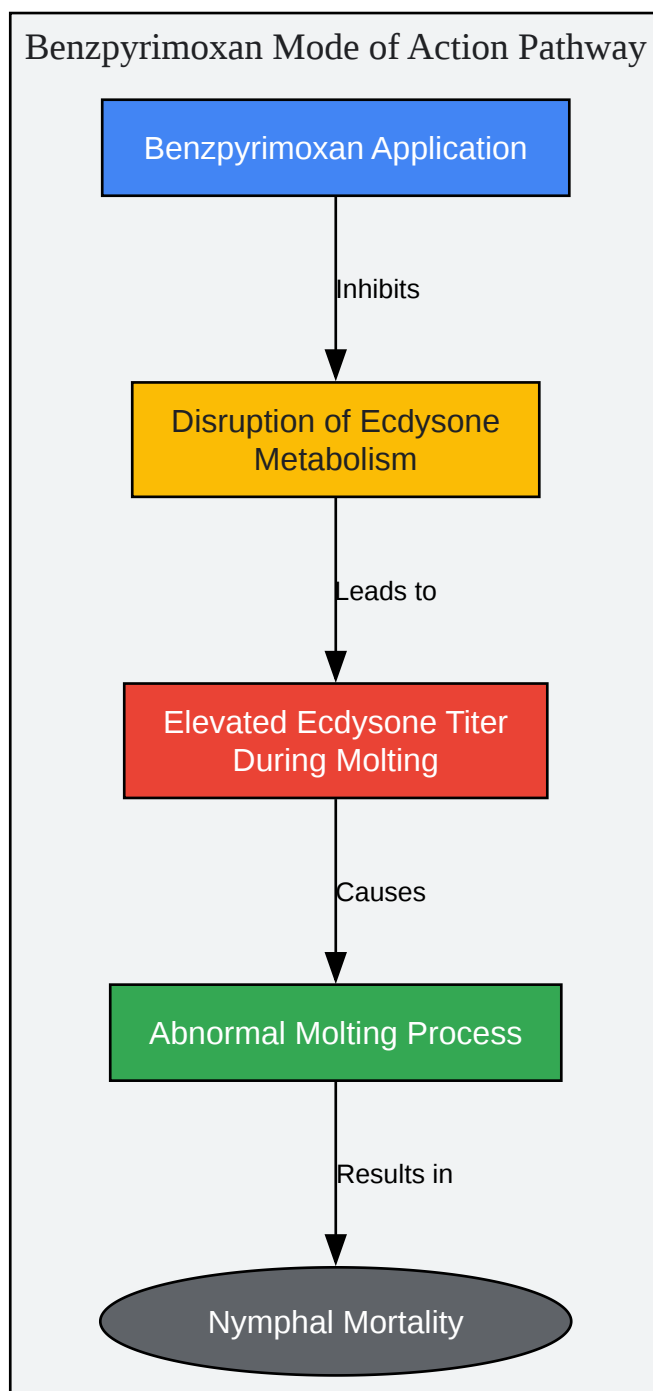 Benzpyrimoxan Mode of Action Pathway
Benzpyrimoxan Application
Inhibits
Disruption of Ecdysone
Metabolism
Leads to
Elevated Ecdysone Titer
During Molting
Causes
Abnormal Molting Process
Results in
Nymphal Mortality